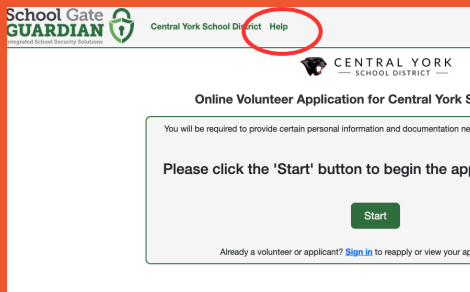 School Gate
GUARDIAN
Integrated School Security Solutions
Central York School District Help
CENTRAL YORK
SCHOOL DISTRICT
Online Volunteer Application for Central York S
You will be required to provide certain personal information and documentation ne
Please click the 'Start' button to begin the app
Start
Already a volunteer or applicant? Sign in to reapply or view your ap